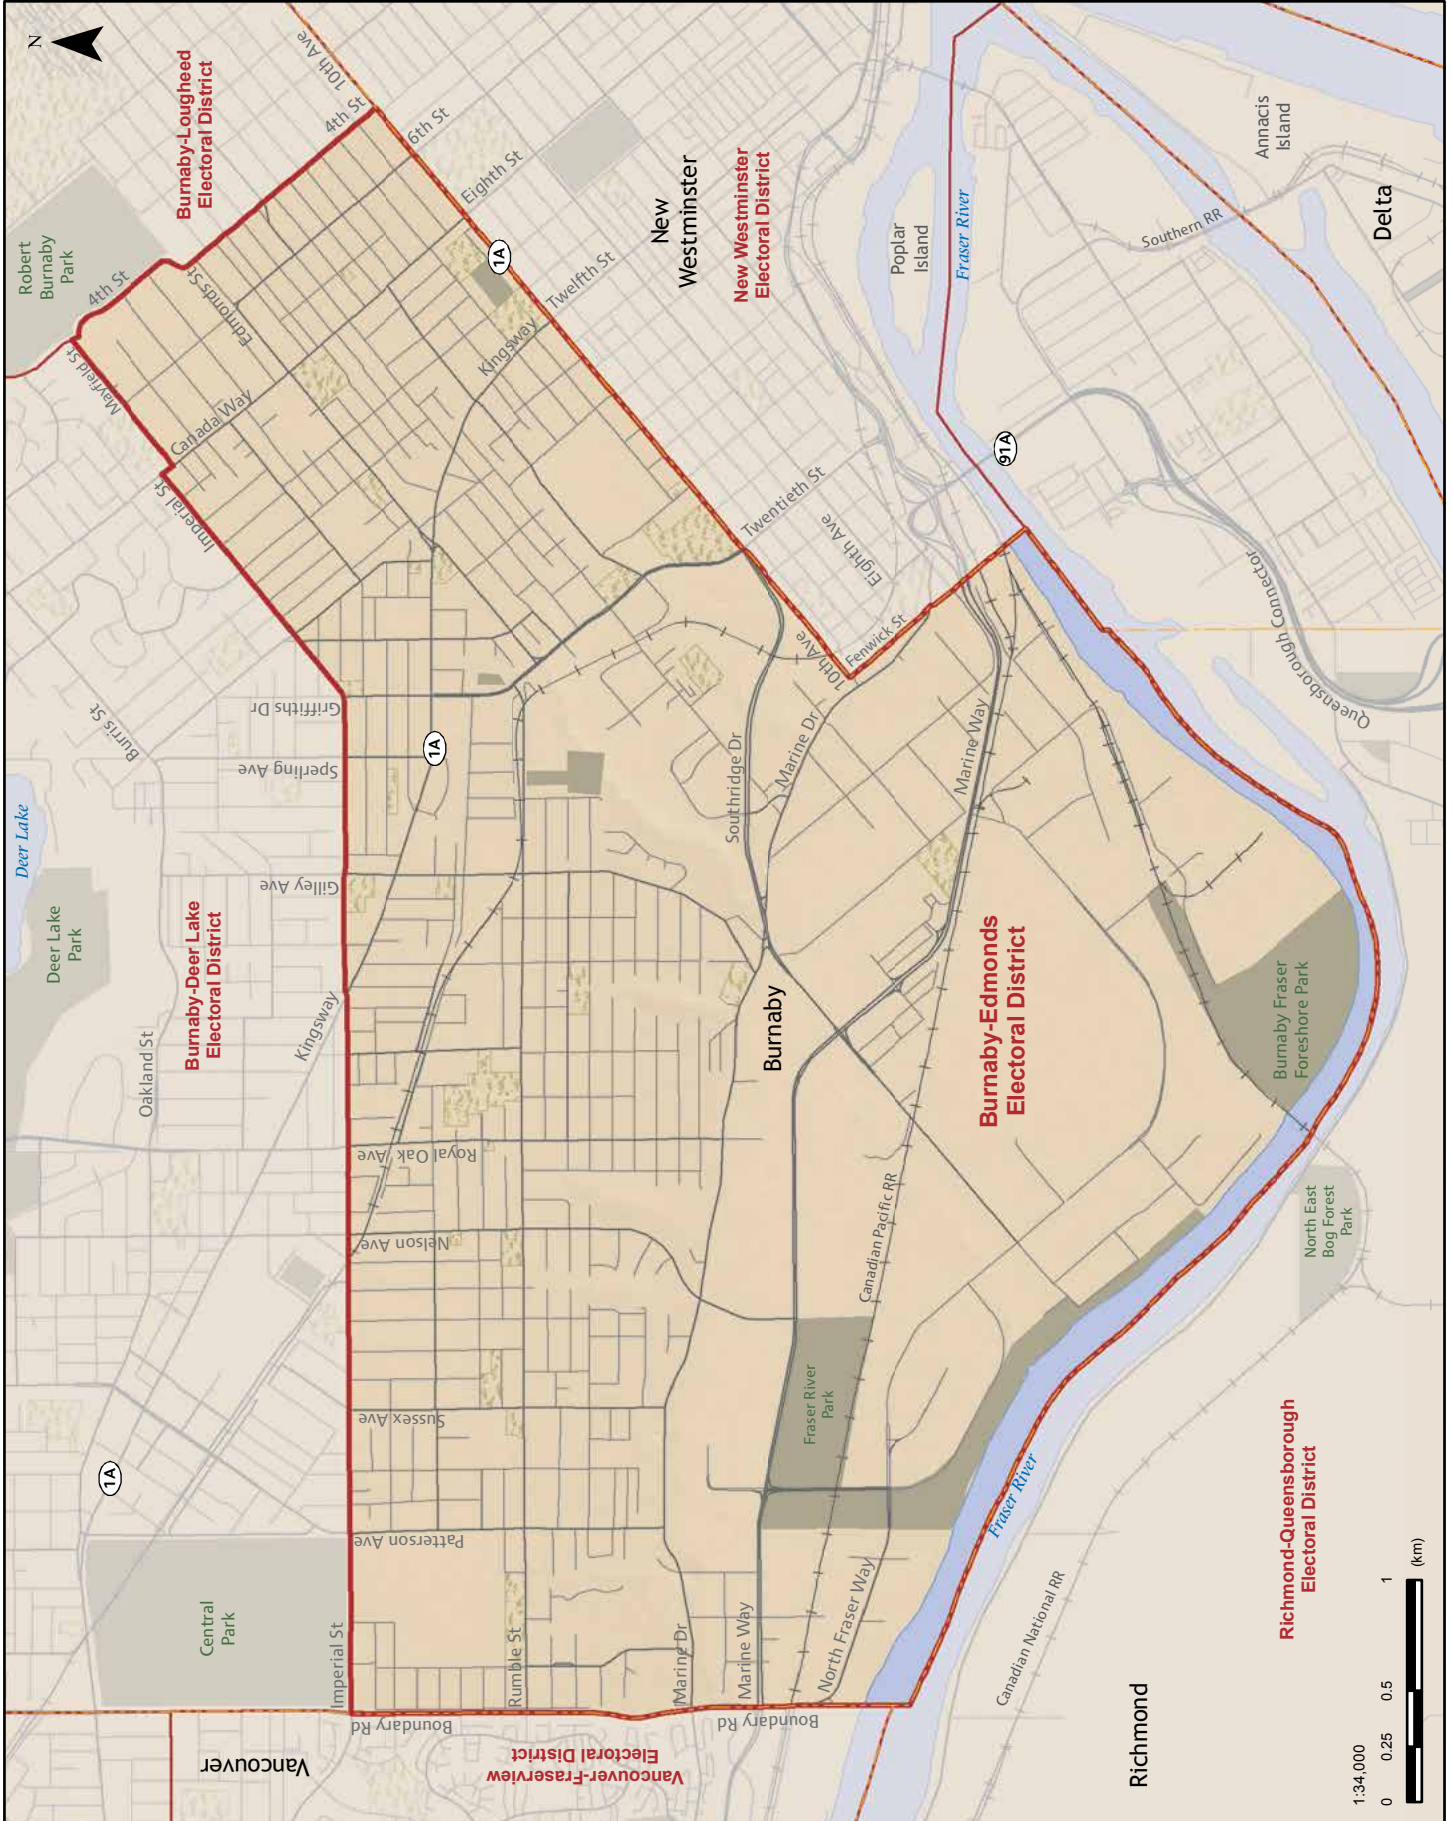 N
Robert
Burnaby
Park
Burnaby-Lougheed
Electoral District
10th Ave
4th St
6th St
Eighth St
4th St
Edmonds St
Mayfield St
Canada Way
Imperial St
Kingsway
1A
Twelfth St
New
Westminster
New Westminster
Electoral District
Poplar
Island
Fraser River
Annacis
Island
Southern RR
Delta
91A
Twentieth St
Eighth Ave
Fenwick St
10th Ave
Queensborough Connector
Deer Lake
Deer Lake
Park
Burris St
Griffiths Dr
Sperling Ave
Gilley Ave
1A
Burnaby-Deer Lake
Electoral District
Oakland St
Kingsway
Southridge Dr
Marine Dr
Marine Way
Burnaby
Burnaby-Edmonds
Electoral District
Burnaby Fraser
Foreshore Park
Royal Oak Ave
Nelson Ave
Canadian Pacific RR
North East
Bog Forest
Park
Sussex Ave
Fraser River
Park
1A
Patterson Ave
Central
Park
Imperial St
Rumble St
Marine Dr
Marine Way
North Fraser Way
Fraser River
Canadian National RR
Richmond-Queensborough
Electoral District
Boundary Rd
Boundary Rd
Vancouver
Vancouver-Fraserview
Electoral District
Richmond
1:34,000
0 0.25 0.5 1
(km)